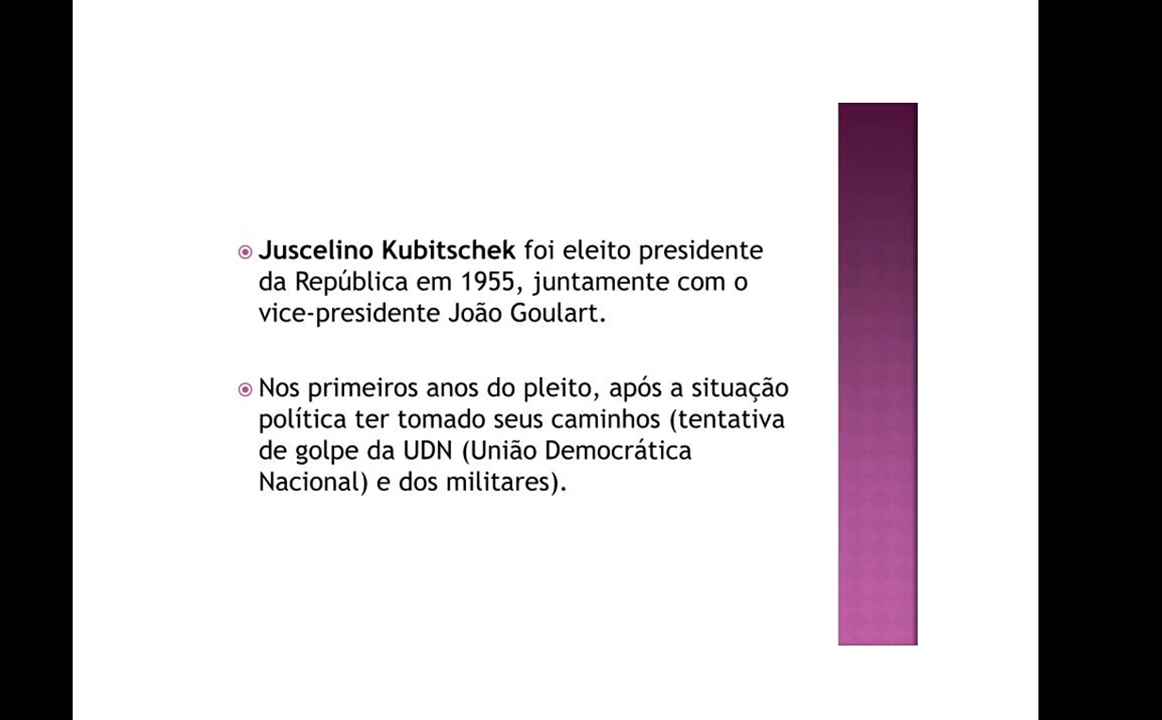 Juscelino Kubitschek foi eleito presidente
da República em 1955, juntamente com o
vice-presidente João Goulart.
Nos primeiros anos do pleito, após a situação
política ter tomado seus caminhos (tentativa
de golpe da UDN (União Democrática
Nacional) e dos militares).